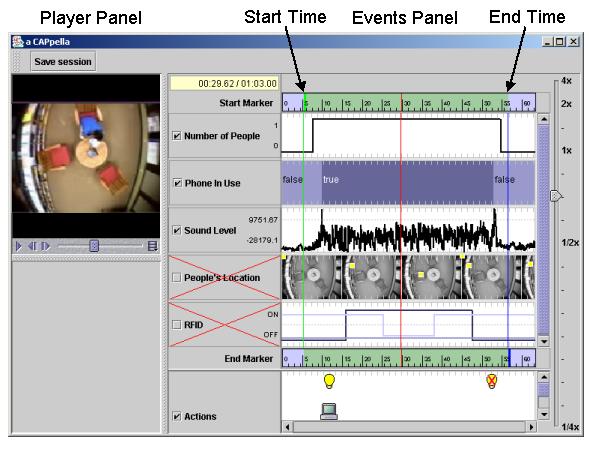 Player Panel Start Time Events Panel End Time
a CAPpella
Save session
00:29.62 / 01:03.00
4x
Start Marker 0 5 10 15 20 25 30 35 40 45 50 55 60
2x
Number of People 1
0
1x
Phone In Use false true false
Sound Level 9751.67
-28179.1
1/2x
People's Location
RFID ON
OFF
End Marker 0 5 10 15 20 25 30 35 40 45 50 55 60
Actions
1/4x